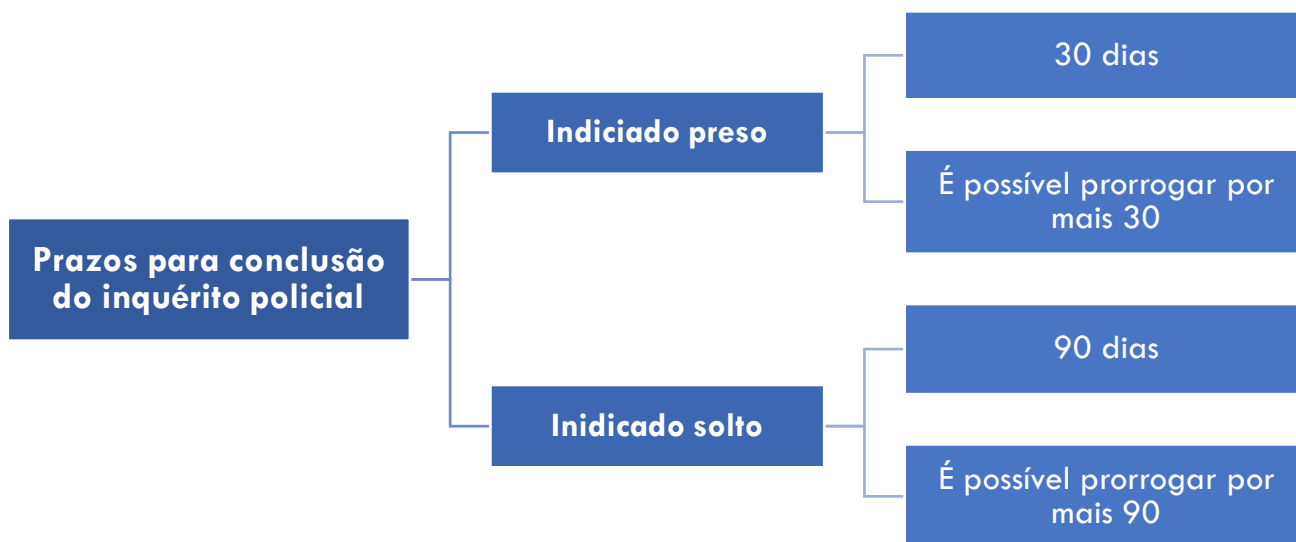 Prazos para conclusão
do inquérito policial
Indiciado preso
30 dias
É possível prorrogar por
mais 30
Inidicado solto
90 dias
É possível prorrogar por
mais 90